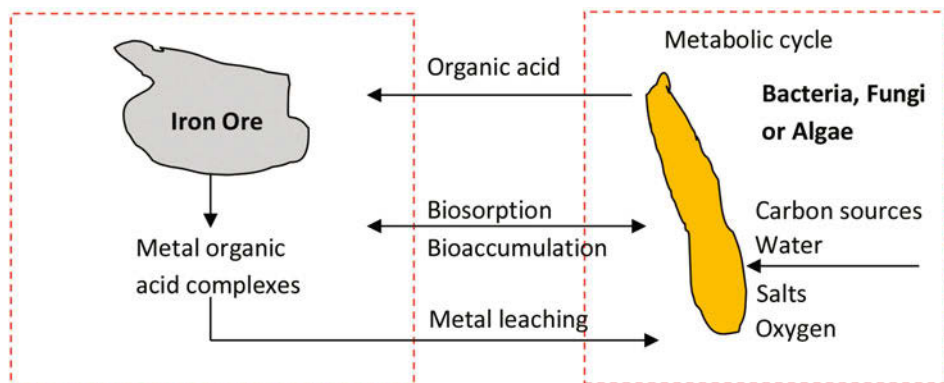 Metabolic cycle
Organic acid
Bacteria, Fungi
or Algae
Iron Ore
Biosorption
Bioaccumulation
Carbon sources
Water
Metal organic
acid complexes
Salts
Oxygen
Metal leaching